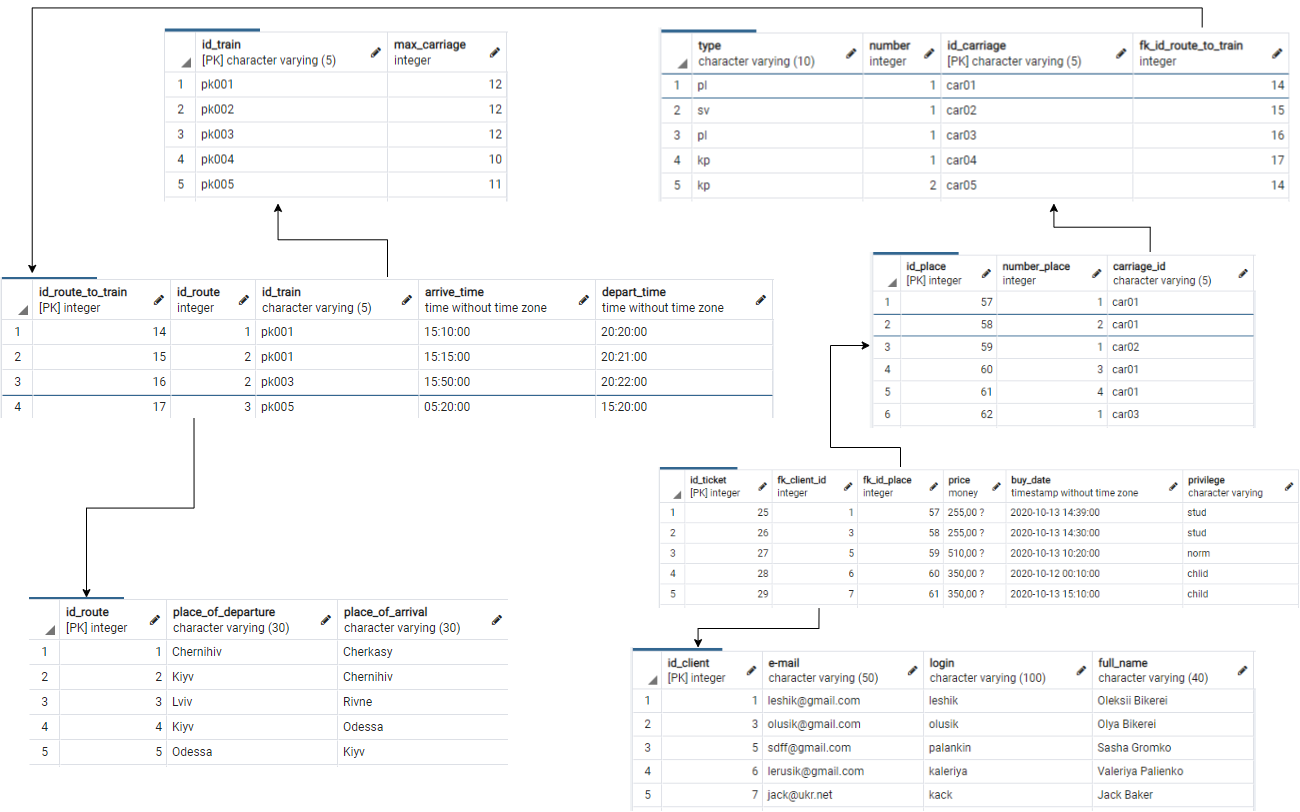 id_train max_carriage
[PK] character varying (5) integer
1 pk001 12
2 pk002 12
3 pk003 12
4 pk004 10
5 pk005 11
type number id_carriage fk_id_route_to_train
character varying (10) integer [PK] character varying (5) integer
1 pl 1 car01 14
2 sv 1 car02 15
3 pl 1 car03 16
4 kp 1 car04 17
5 kp 2 car05 14
id_route_to_train id_route id_train arrive_time depart_time
[PK] integer integer character varying (5) time without time zone time without time zone
1 14 1 pk001 15:10:00 20:20:00
2 15 2 pk001 15:15:00 20:21:00
3 16 2 pk003 15:50:00 20:22:00
4 17 3 pk005 05:20:00 15:20:00
id_place number_place carriage_id
[PK] integer integer character varying (5)
1 57 1 car01
2 58 2 car01
3 59 1 car02
4 60 3 car01
5 61 4 car01
6 62 1 car03
id_ticket fk_client_id fk_id_place price buy_date privilege
[PK] integer integer integer money timestamp without time zone character varying
1 25 1 57 255,00 ? 2020-10-13 14:39:00 stud
2 26 3 58 255,00 ? 2020-10-13 14:30:00 stud
3 27 5 59 510,00 ? 2020-10-13 10:20:00 norm
4 28 6 60 350,00 ? 2020-10-12 00:10:00 chlid
5 29 7 61 350,00 ? 2020-10-13 15:10:00 child
id_route place_of_departure place_of_arrival
[PK] integer character varying (30) character varying (30)
1 1 Chernihiv Cherkasy
2 2 Kiyv Chernihiv
3 3 Lviv Rivne
4 4 Kiyv Odessa
5 5 Odessa Kiyv
id_client e-mail login full_name
[PK] integer character varying (50) character varying (100) character varying (40)
1 1 leshik@gmail.com leshik Oleksii Bikerei
2 3 olusik@gmail.com olusik Olya Bikerei
3 5 sdff@gmail.com palankin Sasha Gromko
4 6 lerusik@gmail.com kaleriya Valeriya Palienko
5 7 jack@ukr.net kack Jack Baker